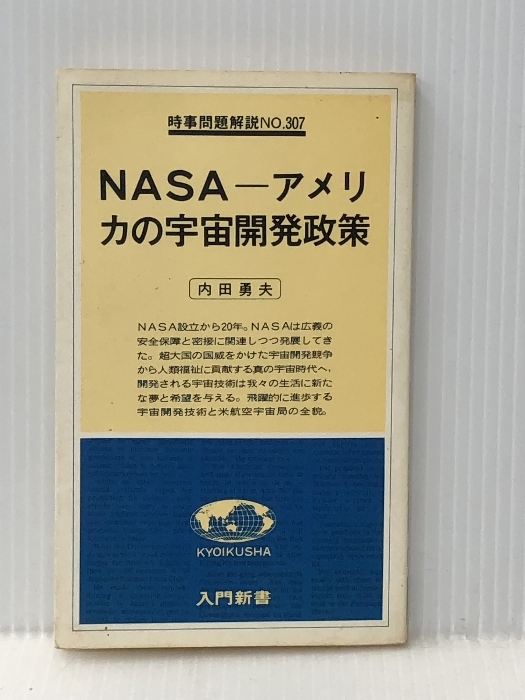 時事問題解説NO.307
NASA—アメリ
カの宇宙開発政策
内田勇夫
NASA設立から20年。NASAは広義の
安全保障と密接に関連しつつ発展してき
た。超大国の国威をかけた宇宙開発競争
から人類福祉に貢献する真の宇宙時代へ,
開発される宇宙技術は我々の生活に新た
な夢と希望を与える。飛躍的に進歩する
宇宙開発技術と米航空宇宙局の全貌。
KYOIKUSHA
入門新書